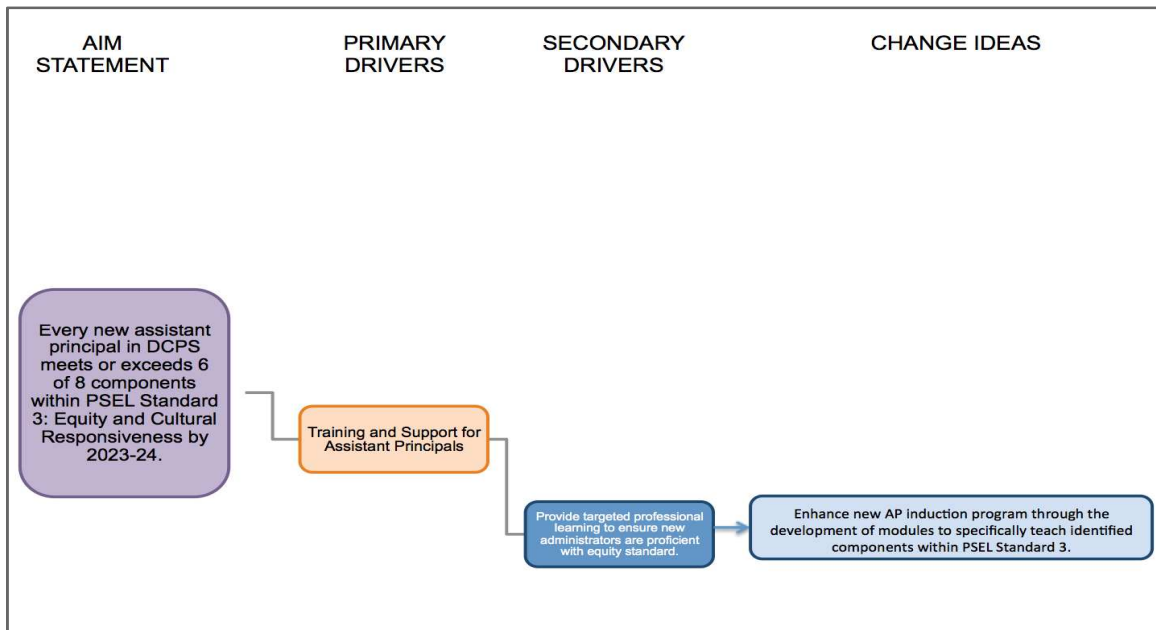 AIM
STATEMENT
PRIMARY
DRIVERS
SECONDARY
DRIVERS
CHANGE IDEAS
Every new assistant
principal in DCPS
meets or exceeds 6
of 8 components
within PSEL Standard
3: Equity and Cultural
Responsiveness by
2023-24.
Training and Support for
Assistant Principals
Provide targeted professional
learning to ensure new
administrators are proficient
with equity standard.
Enhance new AP induction program through the
development of modules to specifically teach identified
components within PSEL Standard 3.